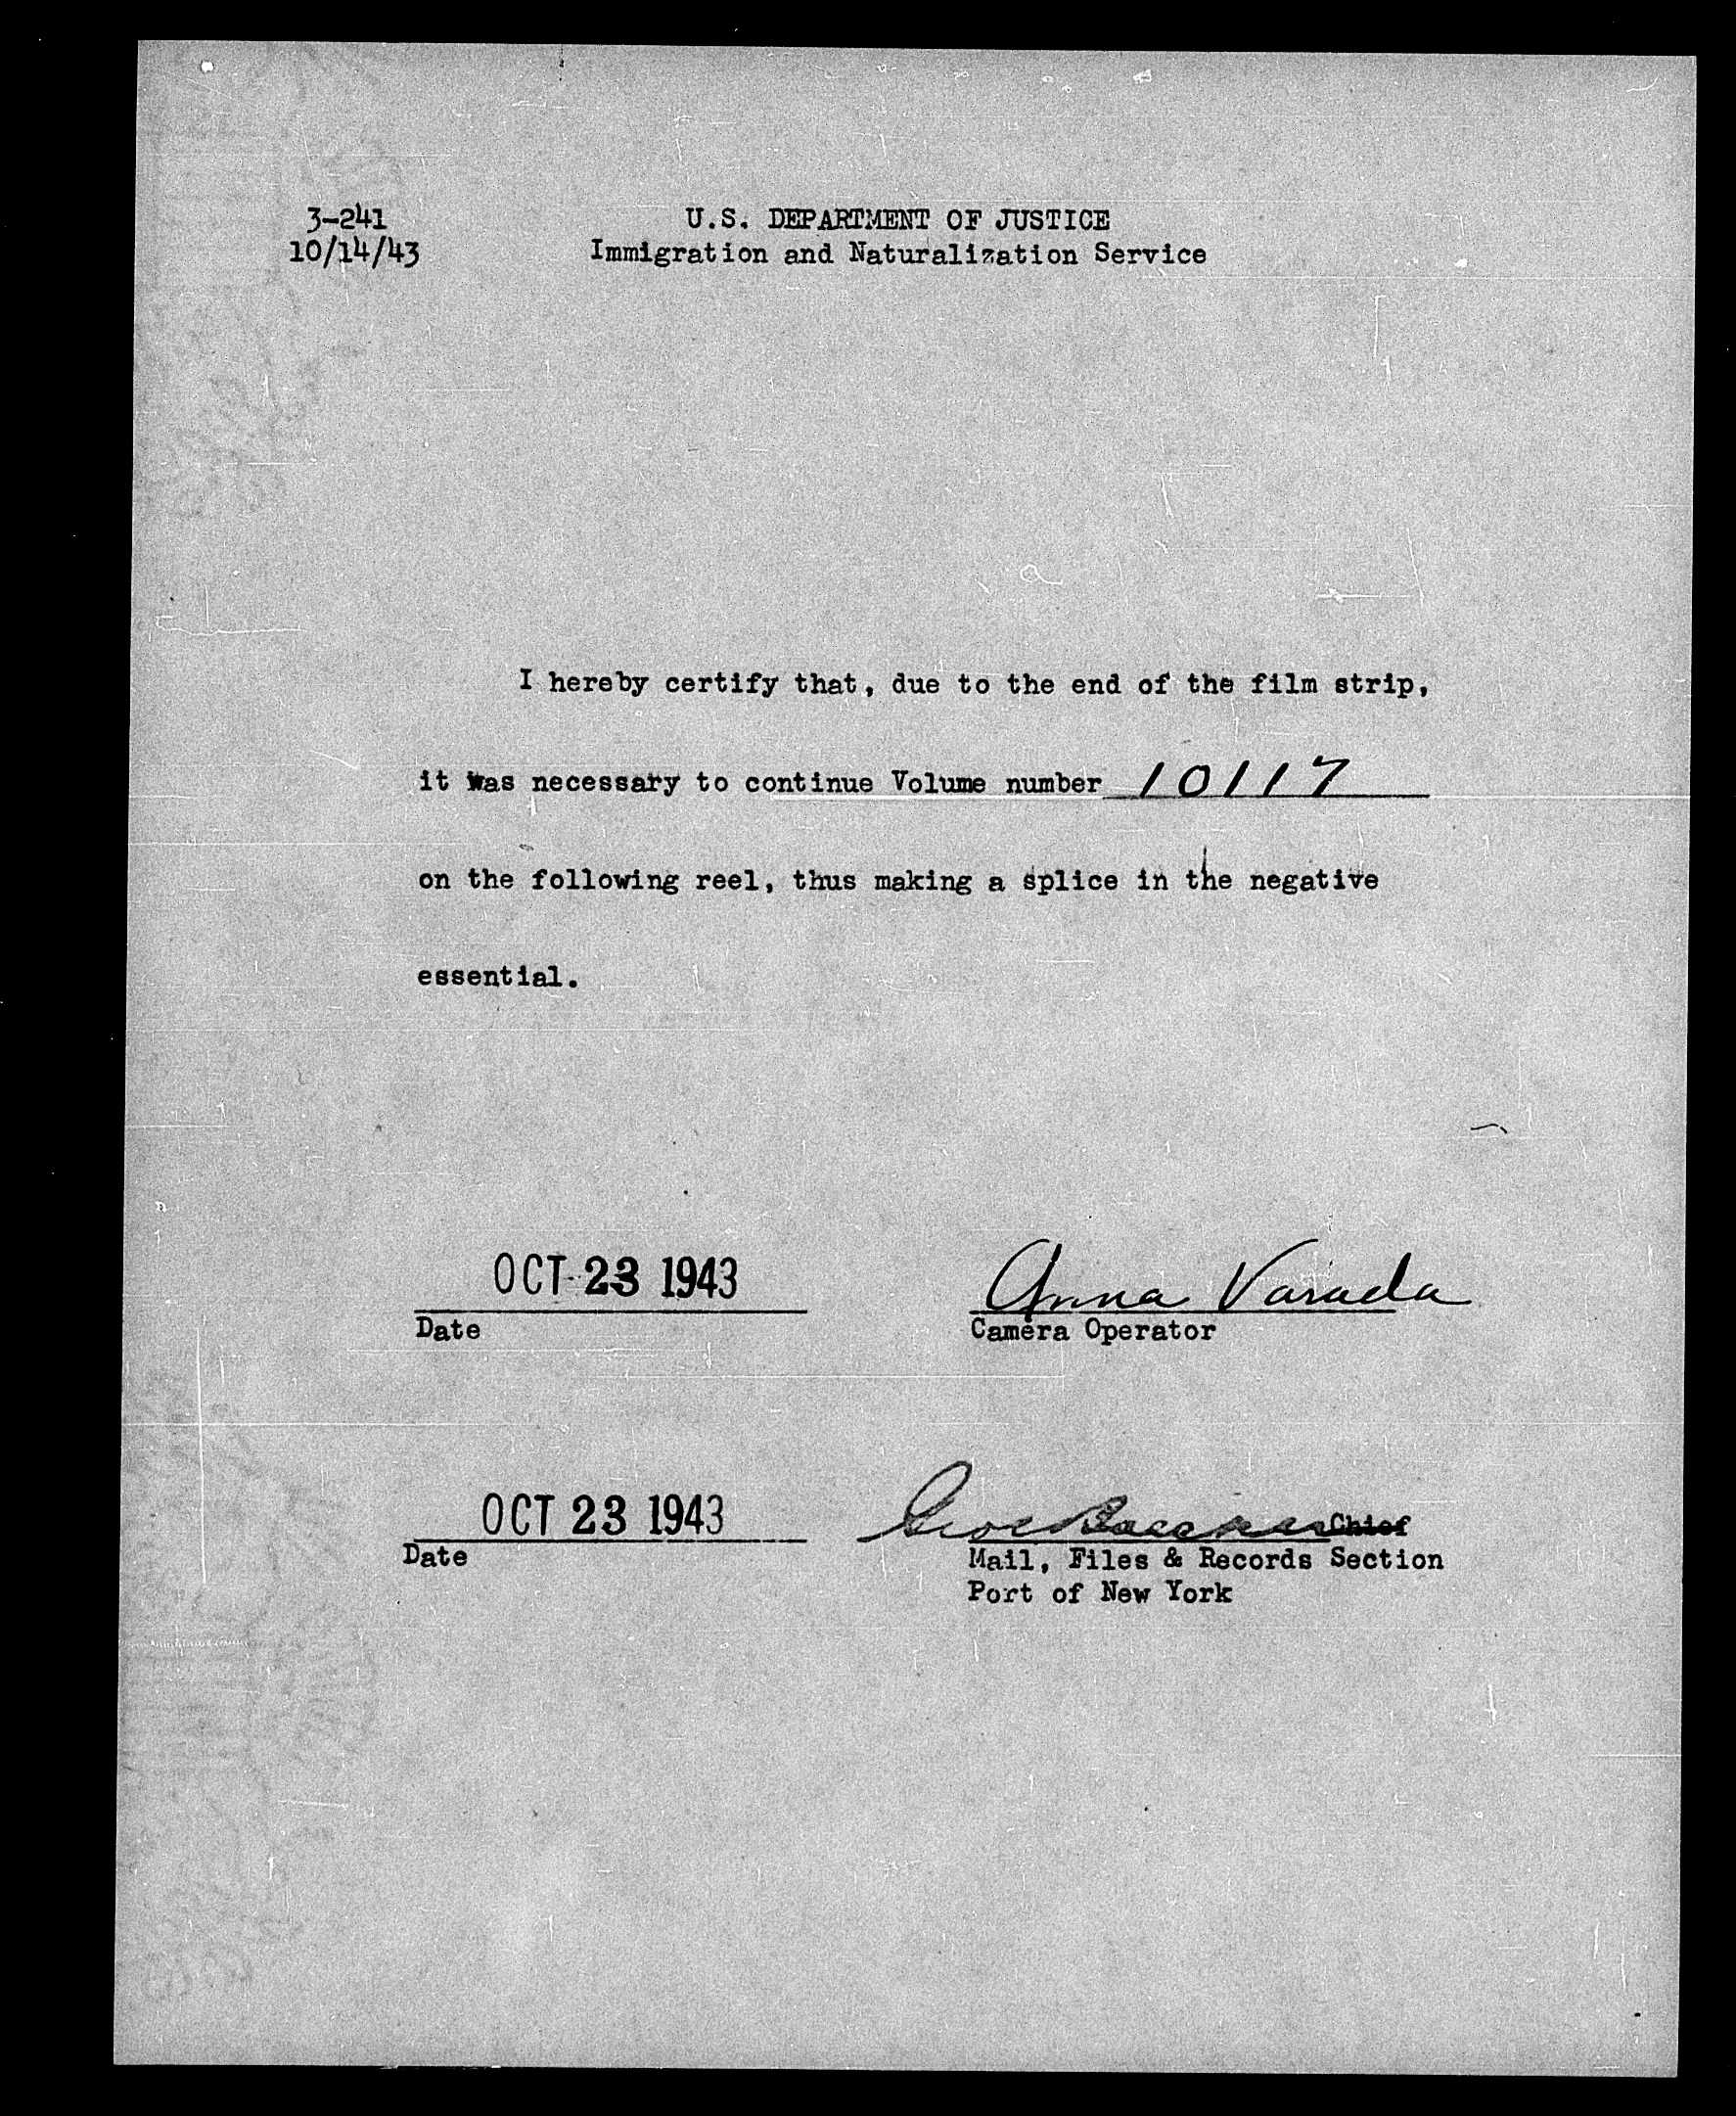 3-241
10/14/43
U.S. DEPARTMENT OF JUSTICE
Immigration and Naturalization Service
I hereby certify that, due to the end of the film strip,
it was necessary to continue Volume number 10117
on the following reel, thus making a splice in the negative
essential.
OCT 23 1943
Anna Varada
Date
Camera Operator
OCT 23 1943
Chief
Date
Mail, Files & Records Section
Port of New York